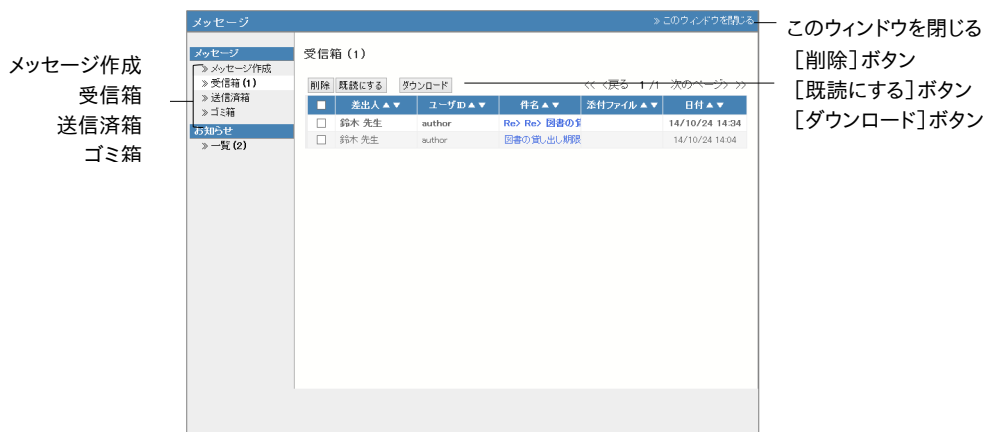 メッセージ
» このウィンドウを閉じる
このウィンドウを閉じる
[削除]ボタン
[既読にする]ボタン
[ダウンロード]ボタン
メッセージ作成
受信箱
送信済箱
ゴミ箱
メッセージ
» メッセージ作成
» 受信箱 (1)
» 送信済箱
» ゴミ箱
お知らせ
» 一覧 (2)
受信箱 (1)
削除 既読にする ダウンロード << <戻る 1 /1 次のページ> >>
差出人▲▼ ユーザID▲▼ 件名▲▼ 添付ファイル▲▼ 日付▲▼
鈴木 先生 author Re> Re> 図書の 14/10/24 14:34
鈴木 先生 author 図書の貸し出し期限 14/10/24 14:04